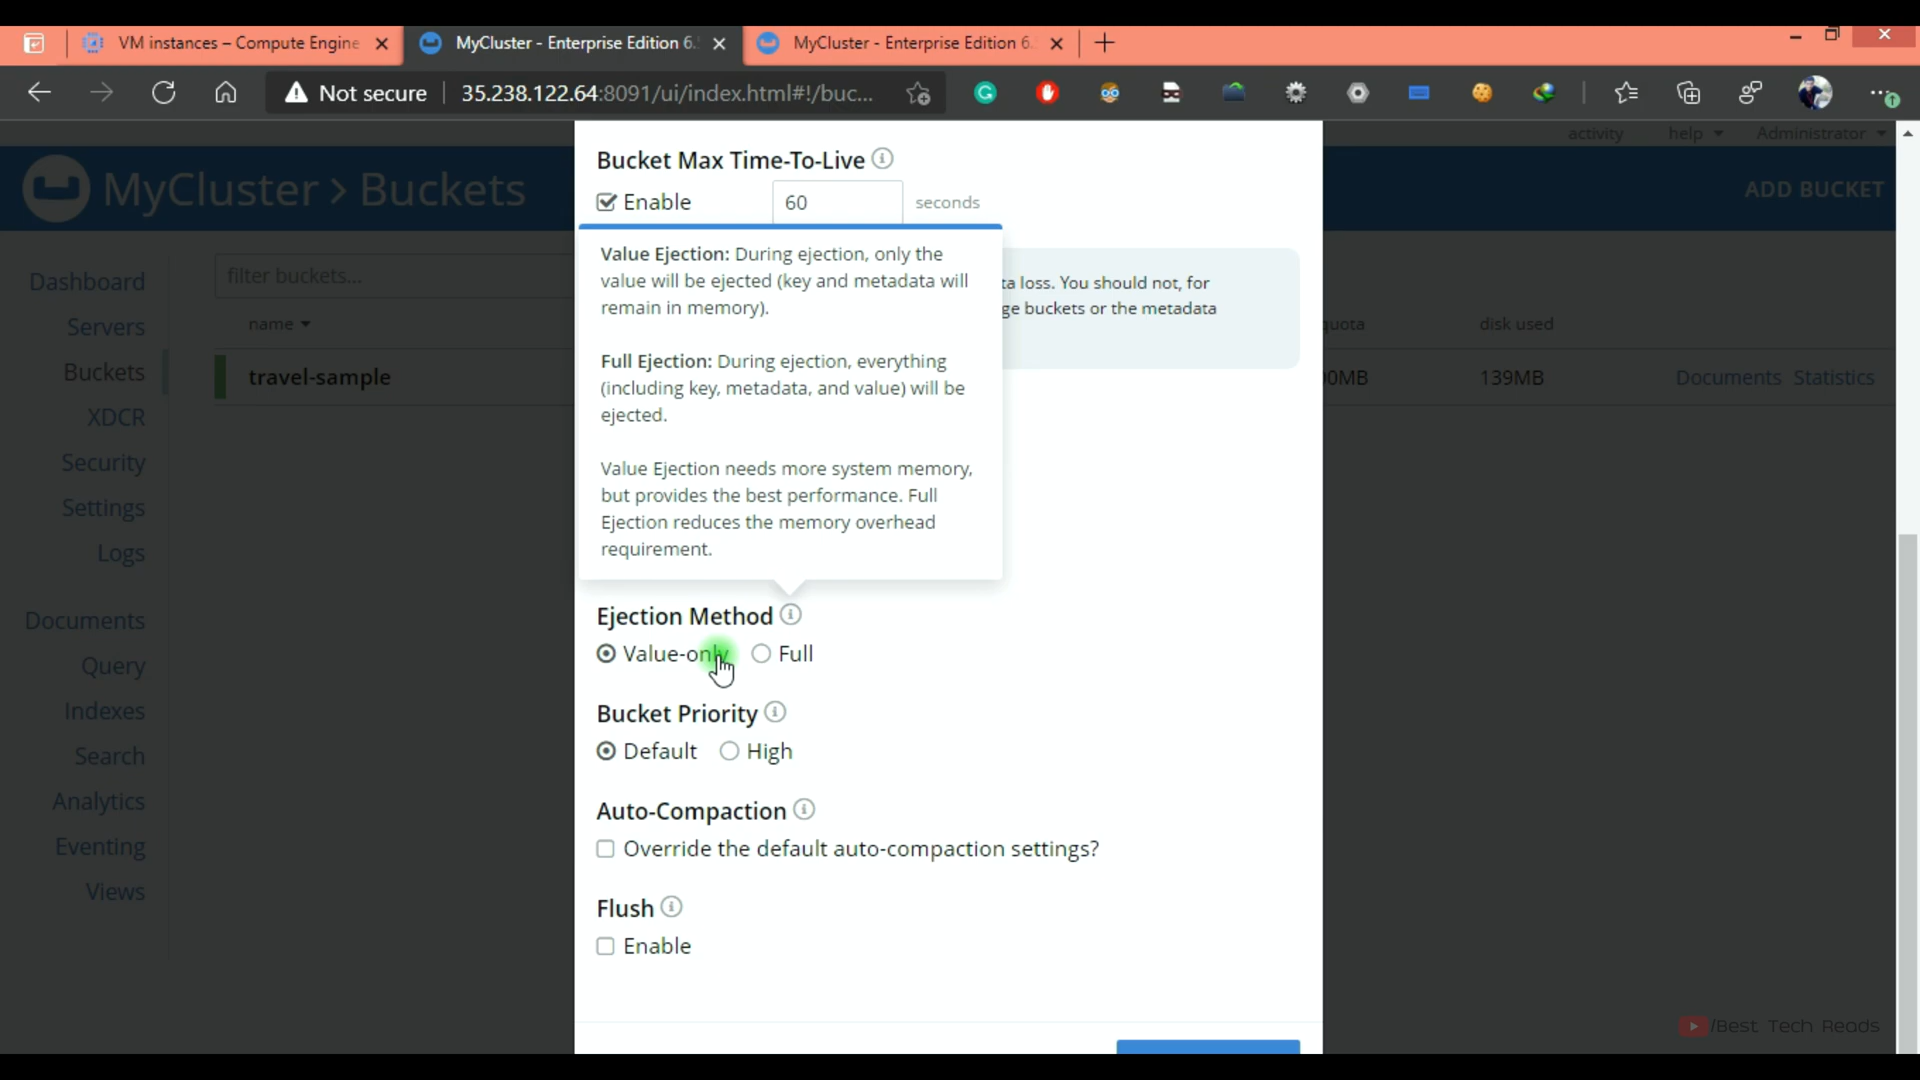 VM instances – Compute Engine
MyCluster - Enterprise Edition 6.
MyCluster - Enterprise Edition 6.
Not secure
35.238.122.64:8091/ui/index.html#!/buc...
activity
help
Administrator
MyCluster > Buckets
ADD BUCKET
Dashboard
Servers
Buckets
XDCR
Security
Settings
Logs
Documents
Query
Indexes
Search
Analytics
Eventing
Views
filter buckets...
name
quota
disk used
travel-sample
00MB
139MB
Documents
Statistics
Bucket Max Time-To-Live
Enable
60
seconds
ta loss. You should not, for
ge buckets or the metadata
Value Ejection: During ejection, only the
value will be ejected (key and metadata will
remain in memory).
Full Ejection: During ejection, everything
(including key, metadata, and value) will be
ejected.
Value Ejection needs more system memory,
but provides the best performance. Full
Ejection reduces the memory overhead
requirement.
Ejection Method
Value-only
Full
Bucket Priority
Default
High
Auto-Compaction
Override the default auto-compaction settings?
Flush
Enable
/Best Tech Reads